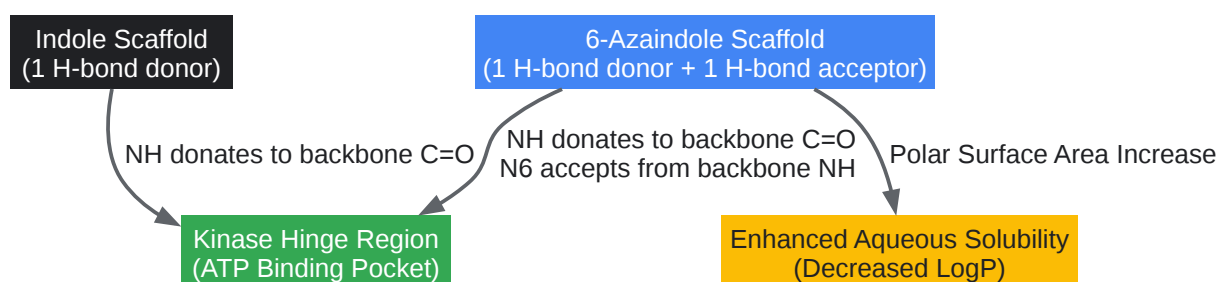 Indole Scaffold
(1 H-bond donor)
6-Azaindole Scaffold
(1 H-bond donor + 1 H-bond acceptor)
NH donates to backbone C=O
NH donates to backbone C=O
N6 accepts from backbone NH
Polar Surface Area Increase
Kinase Hinge Region
(ATP Binding Pocket)
Enhanced Aqueous Solubility
(Decreased LogP)